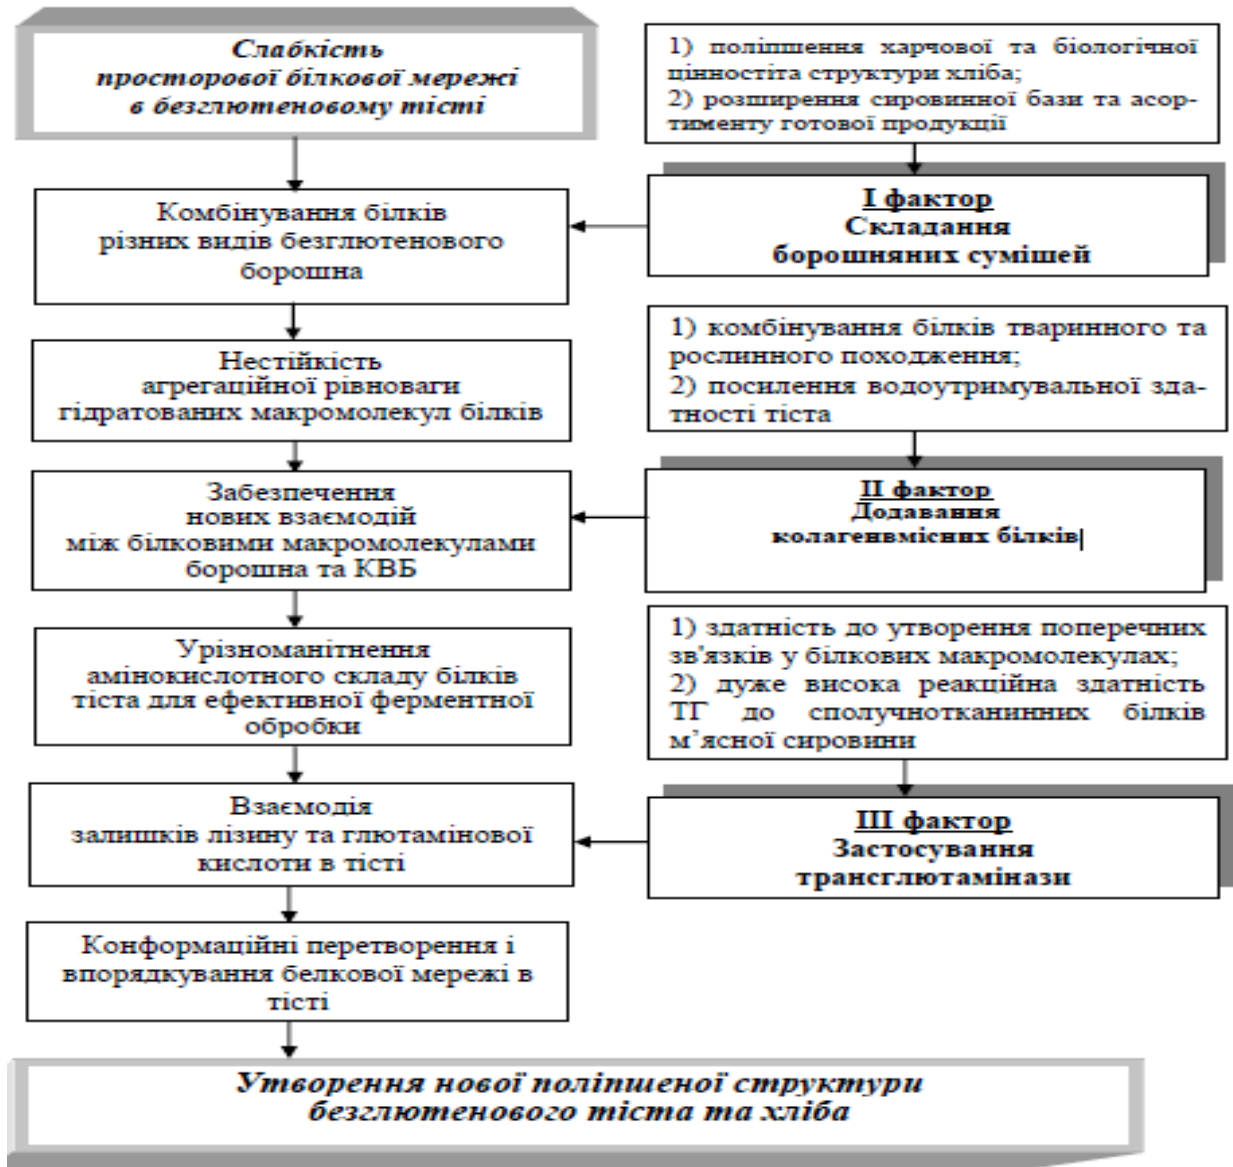 Слабкість
просторової білкової мережі
в безглютеновому тісті
1) поліпшення харчової та біологічної
цінностіта структури хліба;
2) розширення сировинної бази та асор-
тименту готової продукції
Комбінування білків
різних видів безглютенового
борошна
I фактор
Складання
борошняних сумішей
Нестійкість
агрегаційної рівноваги
гідратованих макромолекул білків
1) комбінування білків тваринного та
рослинного походження;
2) посилення водоутримувальної зда-
тності тіста
Забезпечення
нових взаємодій
між білковими макромолекулами
борошна та КВБ
II фактор
Додавання
колагенвмісних білків
Урізноманітнення
амінокислотного складу білків
тіста для ефективної ферментної
обробки
1) здатність до утворення поперечних
зв'язків у білкових макромолекулах;
2) дуже висока реакційна здатність
ТГ до сполучнотканинних білків
м’ясної сировини
Взаємодія
залишків лізину та глютамінової
кислоти в тісті
III фактор
Застосування
трансглютамінази
Конформаційні перетворення і
впорядкування белкової мережі в
тісті
Утворення нової поліпшеної структури
безглютенового тіста та хліба